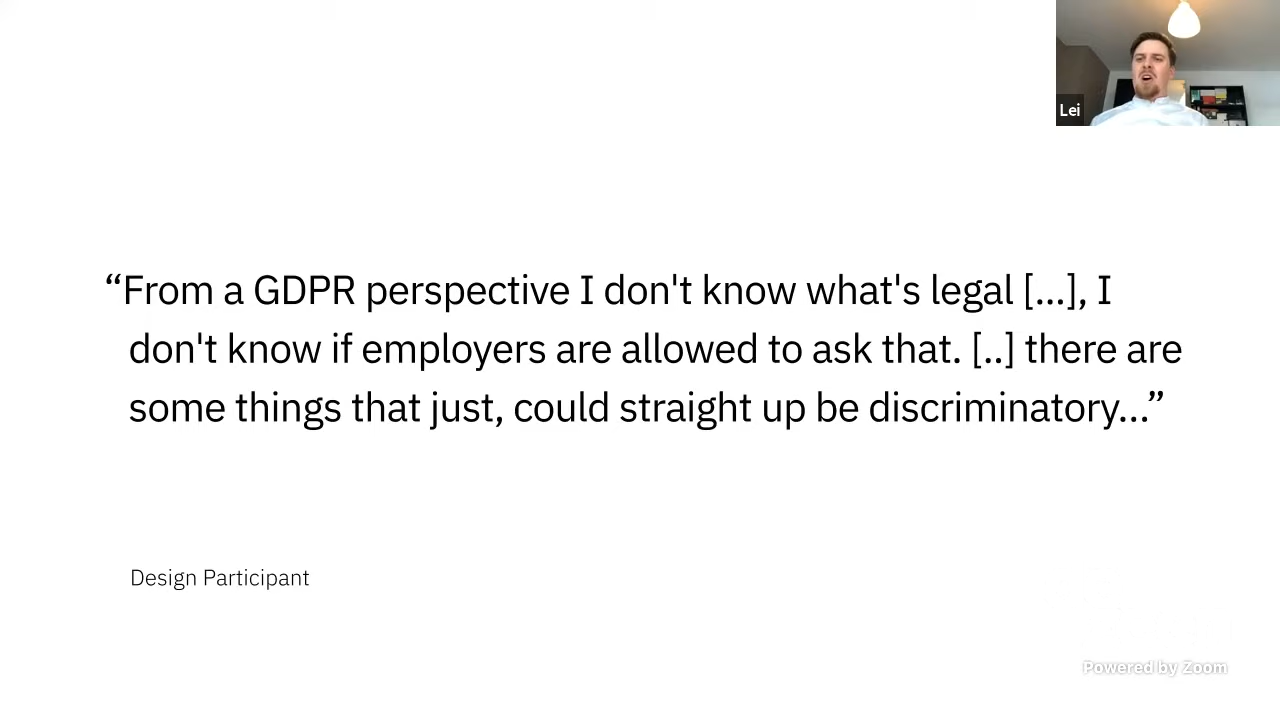 Lei
“From a GDPR perspective I don't know what's legal [...], I
don't know if employers are allowed to ask that. [..] there are
some things that just, could straight up be discriminatory...”
Design Participant
Powered by Zoom